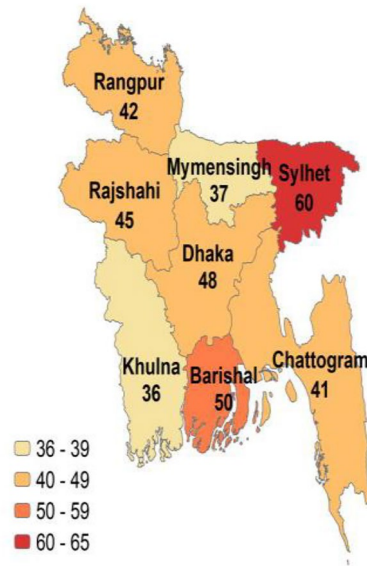 Rangpur
42
Mymensingh
37
Sylhet
60
Rajshahi
45
Dhaka
48
Khulna
36
Barishal
50
Chattogram
41
36 - 39
40 - 49
50 - 59
60 - 65